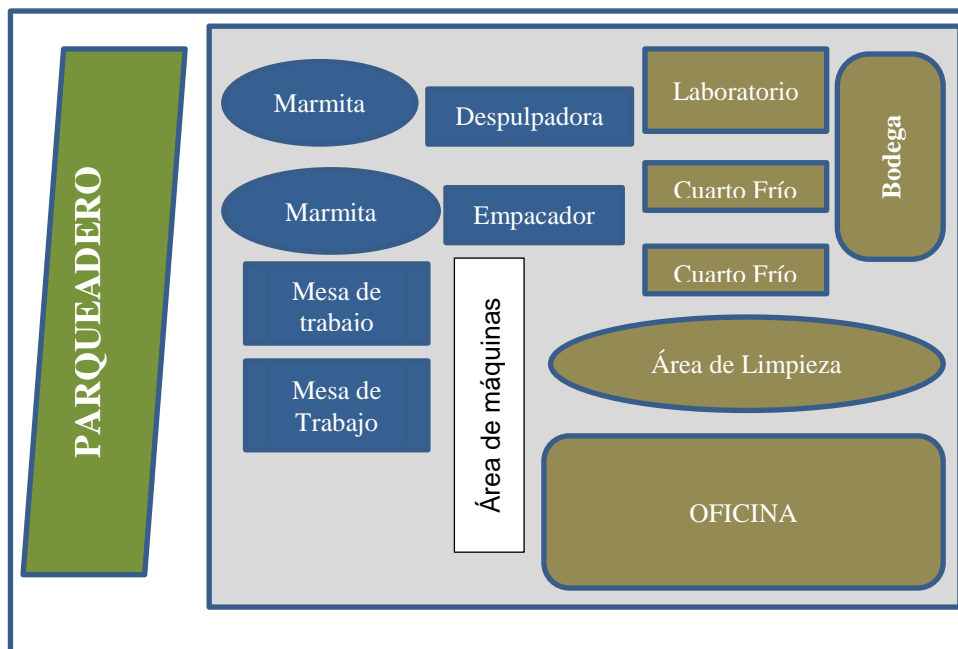 PARQUEADERO
Marmita
Despulpadora
Laboratorio
Bodega
Marmita
Empacador
Cuarto Frío
Cuarto Frío
Mesa de
trabajo
Mesa de
Trabajo
Área de máquinas
Área de Limpieza
OFICINA